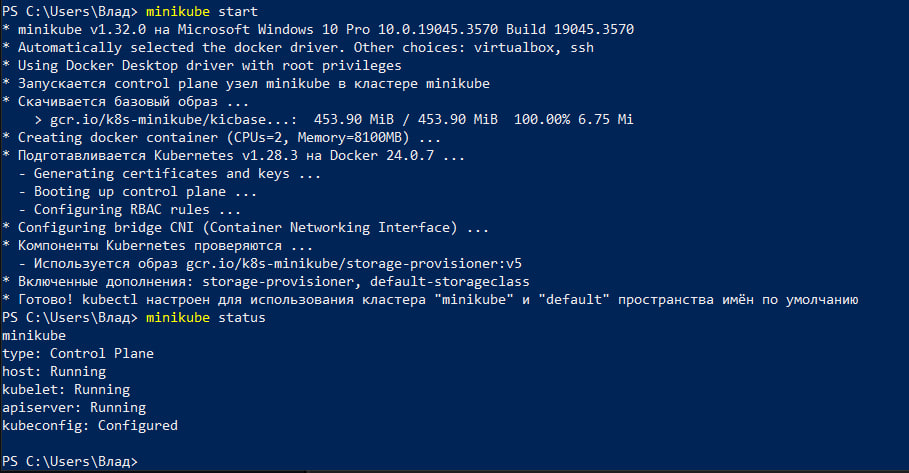 PS C:\Users\Влад> minikube start
* minikube v1.32.0 на Microsoft Windows 10 Pro 10.0.19045.3570 Build 19045.3570
* Automatically selected the docker driver. Other choices: virtualbox, ssh
* Using Docker Desktop driver with root privileges
* Запускается control plane узел minikube в кластере minikube
* Скачивается базовый образ ...
    > gcr.io/k8s-minikube/kicbase...:  453.90 MiB / 453.90 MiB  100.00% 6.75 Mi
* Creating docker container (CPUs=2, Memory=8100MB) ...
* Подготавливается Kubernetes v1.28.3 на Docker 24.0.7 ...
  - Generating certificates and keys ...
  - Booting up control plane ...
  - Configuring RBAC rules ...
* Configuring bridge CNI (Container Networking Interface) ...
* Компоненты Kubernetes проверяются ...
  - Используется образ gcr.io/k8s-minikube/storage-provisioner:v5
* Включенные дополнения: storage-provisioner, default-storageclass
* Готово! kubectl настроен для использования кластера "minikube" и "default" пространства имён по умолчанию
PS C:\Users\Влад> minikube status
minikube
type: Control Plane
host: Running
kubelet: Running
apiserver: Running
kubeconfig: Configured
PS C:\Users\Влад>